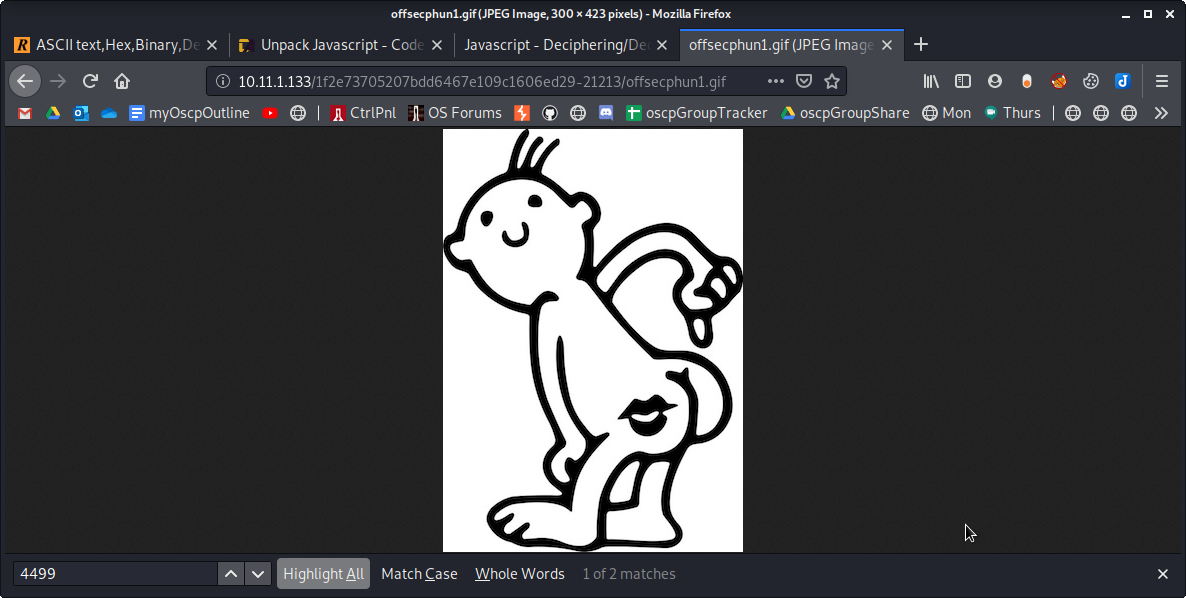 offsecphun1.gif (JPEG Image, 300 × 423 pixels) - Mozilla Firefox
ASCII text,Hex,Binary,De Unpack Javascript - Code Javascript - Deciphering/De offsecphun1.gif (JPEG Image
10.11.1.133/1f2e73705207bdd6467e109c1606ed29-21213/offsecphun1.gif
myOscpOutline CtrlPnl OS Forums oscpGroupTracker oscpGroupShare Mon Thurs
4499 Highlight All Match Case Whole Words 1 of 2 matches